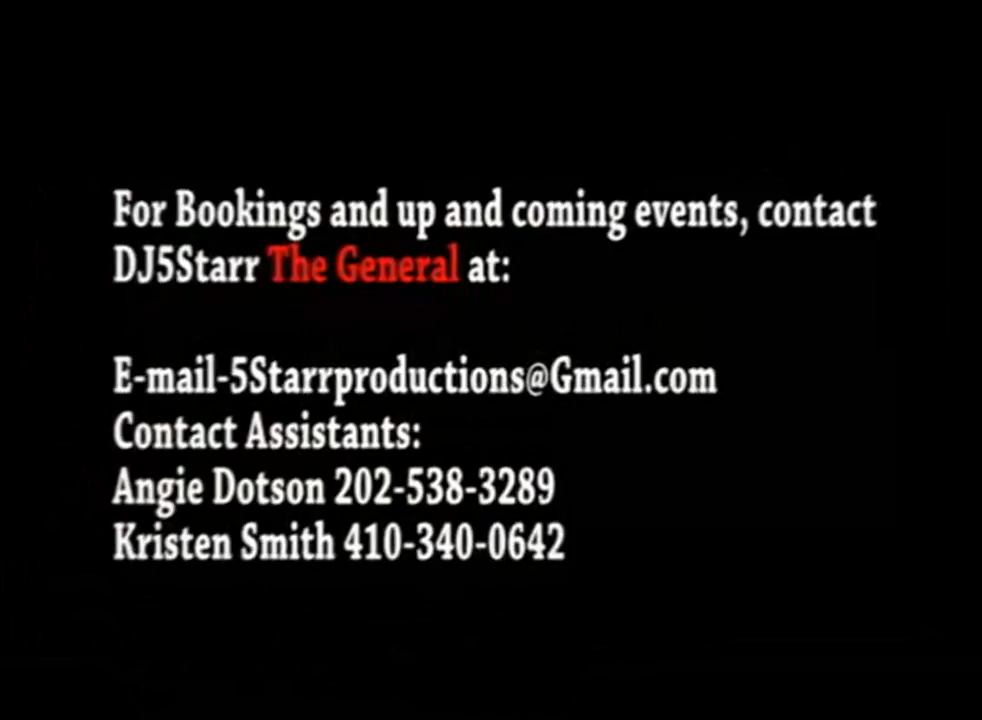 For Bookings and up and coming events, contact
DJ5Starr The General at:
E-mail-5Starrproductions@Gmail.com
Contact Assistants:
Angie Dotson 202-538-3289
Kristen Smith 410-340-0642